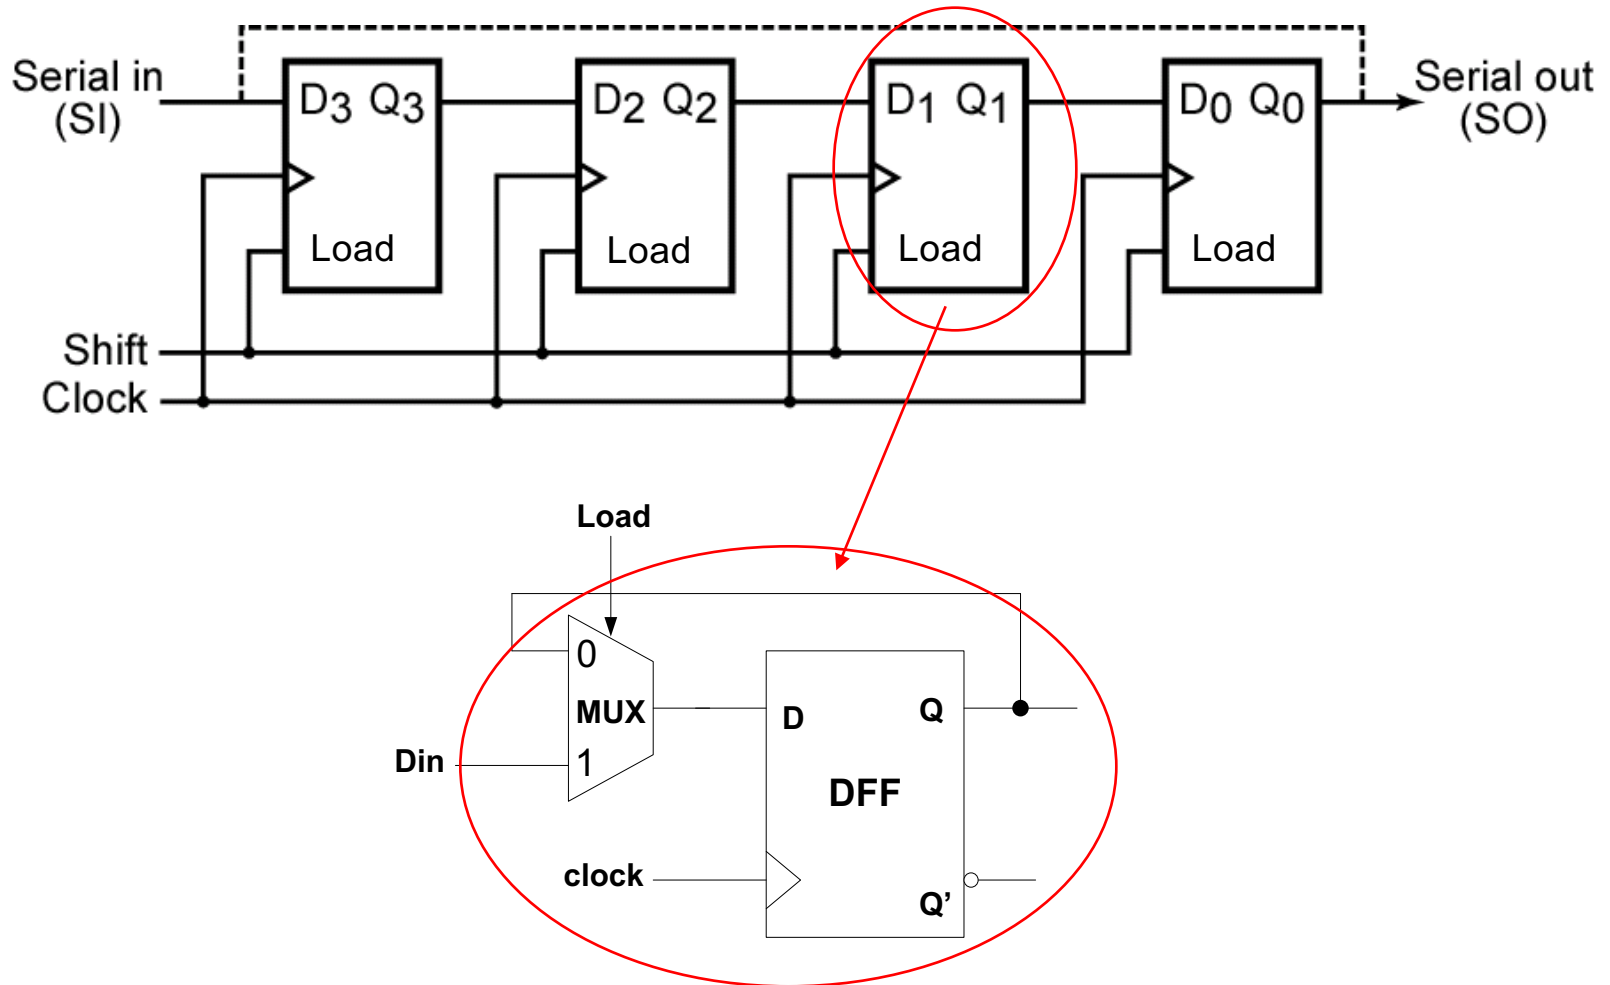 Serial in
(SI)
D3 Q3
D2 Q2
D1 Q1
D0 Q0
Serial out
(SO)
Load
Load
Load
Load
Shift
Clock
Load
0
MUX
1
Din
D
Q
DFF
clock
Q’